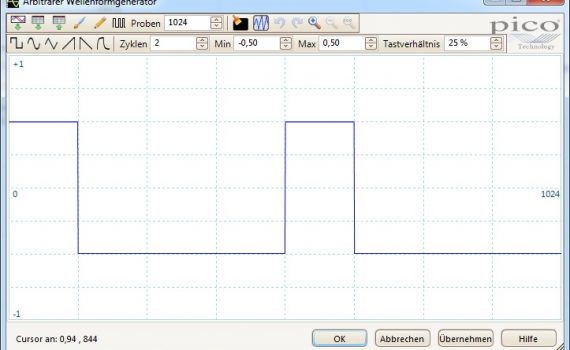 Arbiträrer Wellenformgenerator
Proben 1024
pico
Technology
Zyklen 2 Min -0,50 Max 0,50 Tastverhältnis 25 %
+1
0 1024
-1
Cursor an: 0,94 , 844 OK Abbrechen Übernehmen Hilfe